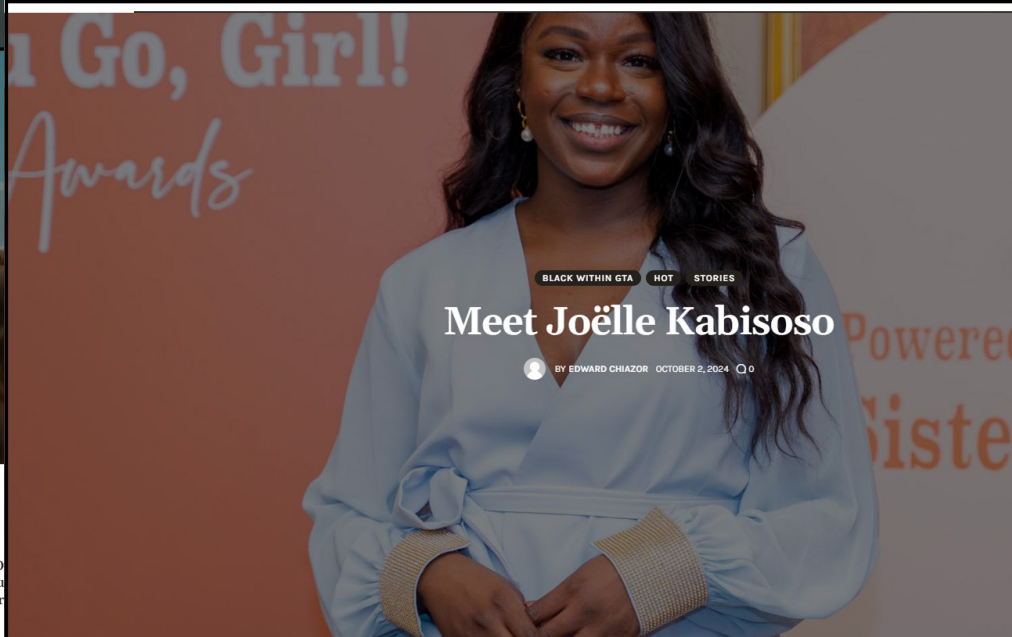 u Go, Girl!
Awards
BLACK WITHIN GTA HOT STORIES
Meet Joëlle Kabisoso
BY EDWARD CHIAZOR OCTOBER 2, 2024 0
Powered
Siste